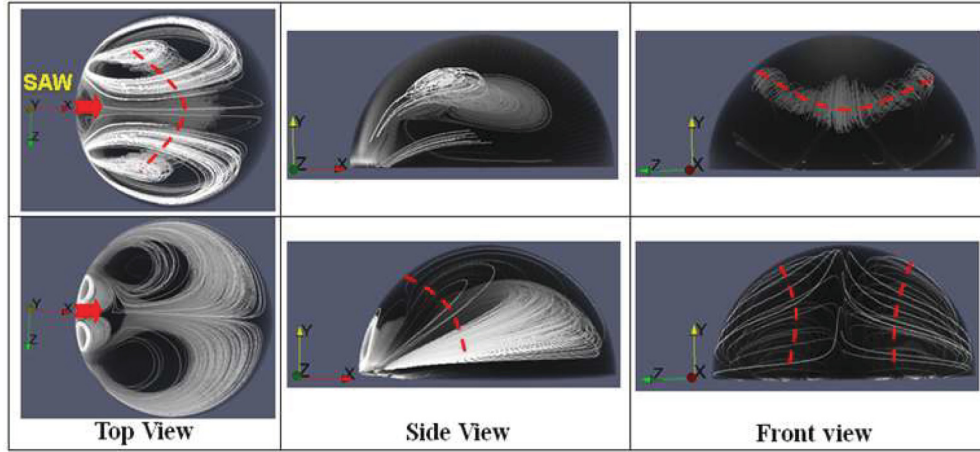 SAW
Y X
Z
Y
Z X
Y
Z X
Y X
Z
Y
Z X
Y
Z X
Top View Side View Front view